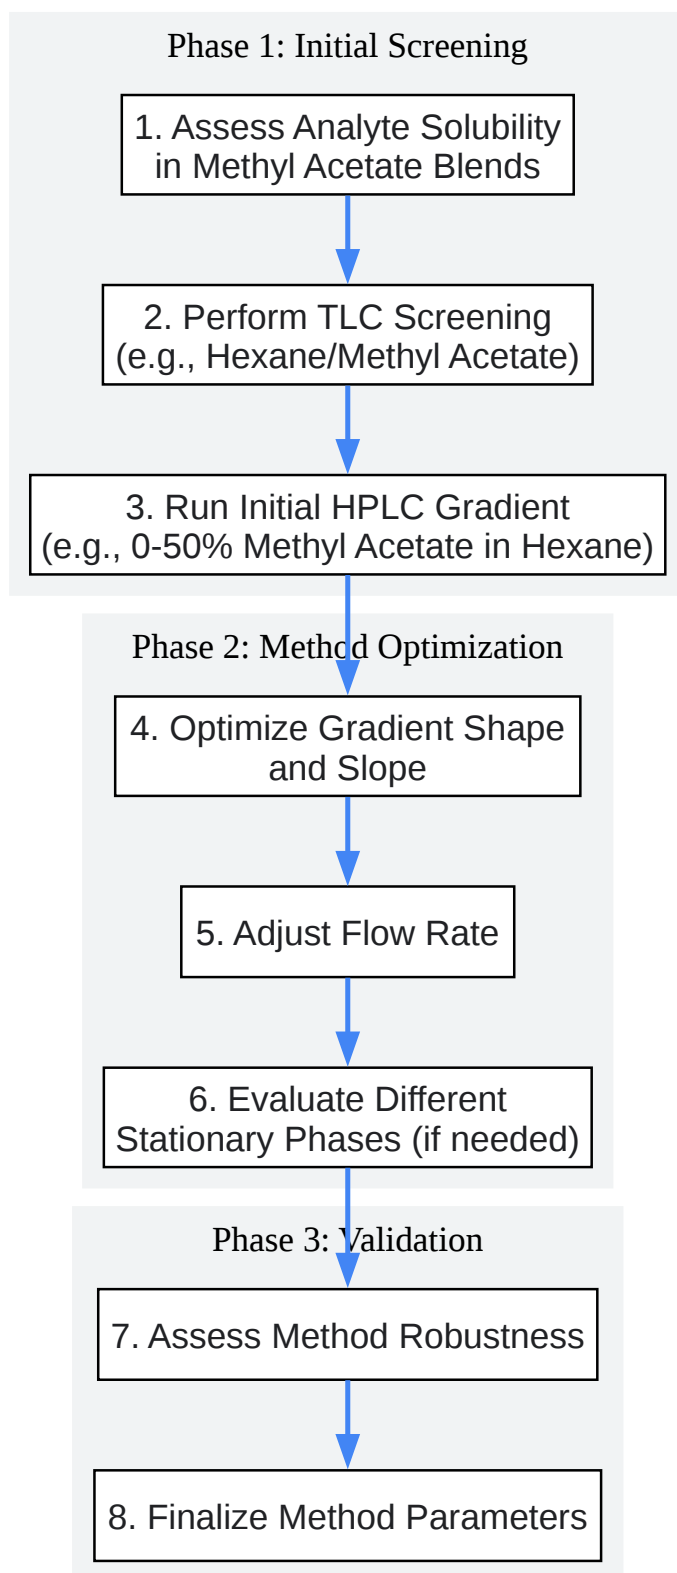 Phase 1: Initial Screening
1. Assess Analyte Solubility
in Methyl Acetate Blends
2. Perform TLC Screening
(e.g., Hexane/Methyl Acetate)
3. Run Initial HPLC Gradient
(e.g., 0-50% Methyl Acetate in Hexane)
Phase 2: Method Optimization
4. Optimize Gradient Shape
and Slope
5. Adjust Flow Rate
6. Evaluate Different
Stationary Phases (if needed)
Phase 3: Validation
7. Assess Method Robustness
8. Finalize Method Parameters